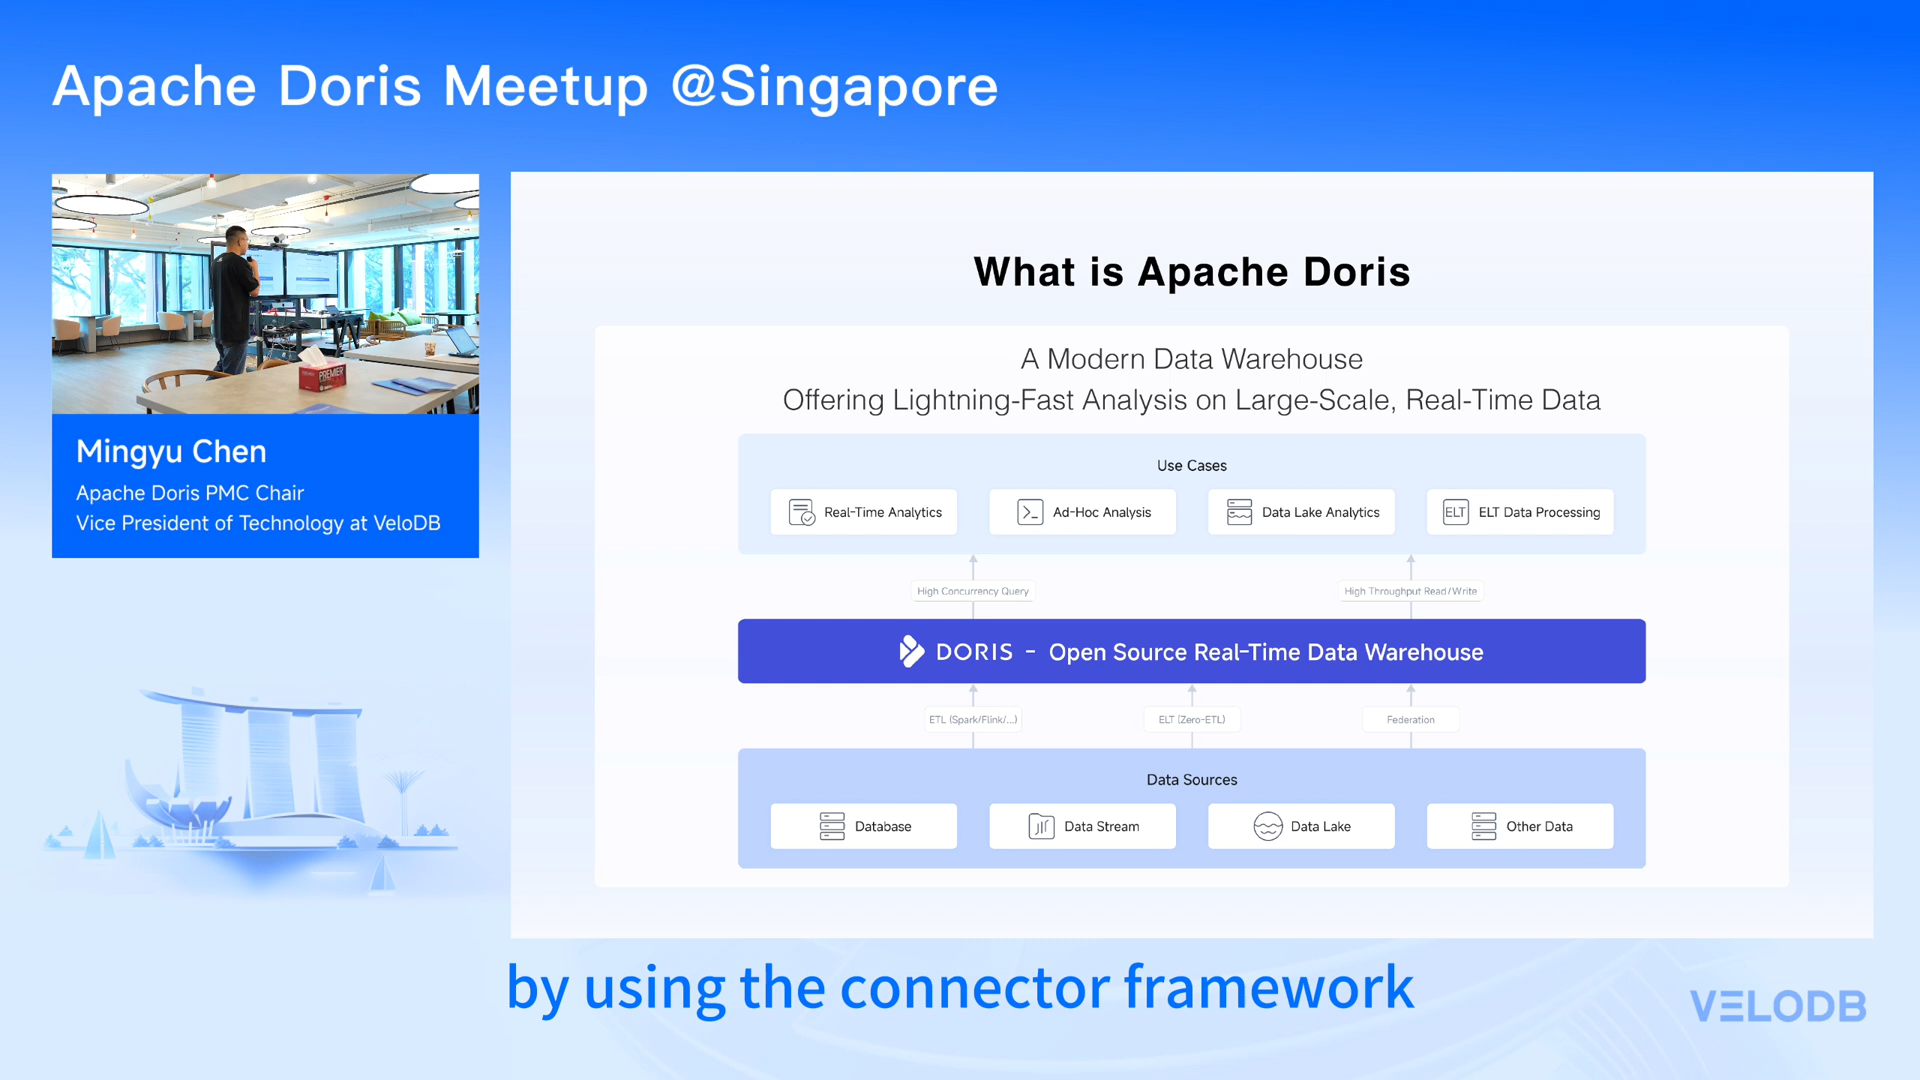 Apache Doris Meetup @Singapore
PREMIER
Mingyu Chen
Apache Doris PMC Chair
Vice President of Technology at VeloDB
What is Apache Doris
A Modern Data Warehouse
Offering Lightning-Fast Analysis on Large-Scale, Real-Time Data
Use Cases
Real-Time Analytics
Ad-Hoc Analysis
Data Lake Analytics
ELT
ELT Data Processing
High Concurrency Query
High Throughput Read/Write
DORIS - Open Source Real-Time Data Warehouse
ETL (Spark/Flink/...)
ELT (Zero-ETL)
Federation
Data Sources
Database
Data Stream
Data Lake
Other Data
by using the connector framework
VELODB